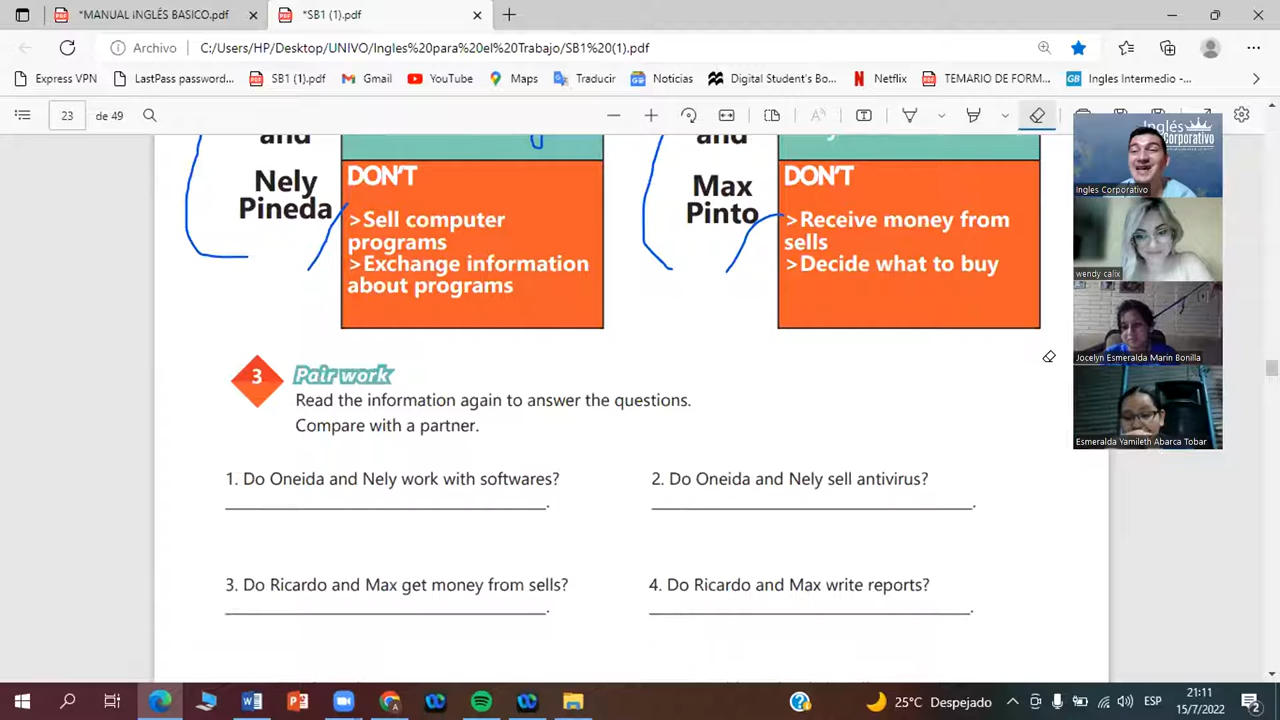 *MANUAL iNGLÉS BASICO.pdf
*SB1 (1).pdf
Archivo
C:/Users/HP/Desktop/UNIVO/Ingles%20para%20el%20Trabajo/SB1%20(1).pdf
Express VPN
LastPass password...
SB1 (1).pdf
Gmail
YouTube
Maps
Traducir
Noticias
Digital Student's Bo...
Netflix
TEMARIO DE FORM...
Ingles Intermedio -...
23
de 49
and
Nely
Pineda
DON'T
>Sell computer
programs
>Exchange information
about programs
and
Max
Pinto
DON'T
>Receive money from
sells
>Decide what to buy
3
Pair work
Read the information again to answer the questions.
Compare with a partner.
1. Do Oneida and Nely work with softwares?
2. Do Oneida and Nely sell antivirus?
3. Do Ricardo and Max get money from sells?
4. Do Ricardo and Max write reports?
Inglés
Corporativo
Ingles Corporativo
wendy calix
Jocelyn Esmeralda Marin Bonilla
Esmeralda Yamileth Abarca Tobar
25°C Despejado
ESP
21:11
15/7/2022
2